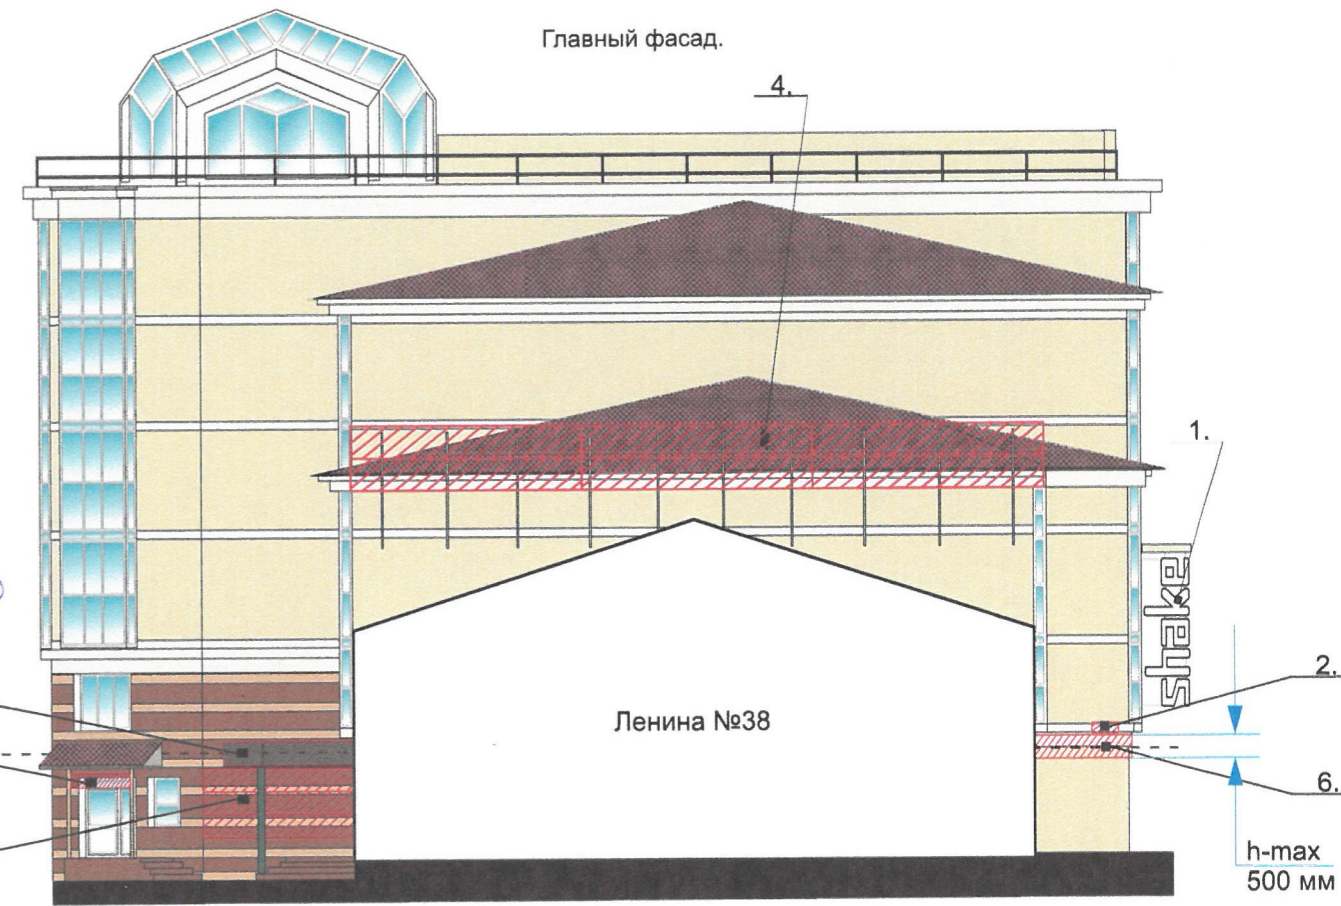 Главный фасад.
4.
1.
shake
2.
Ленина №38
6.
h-max
500 мм